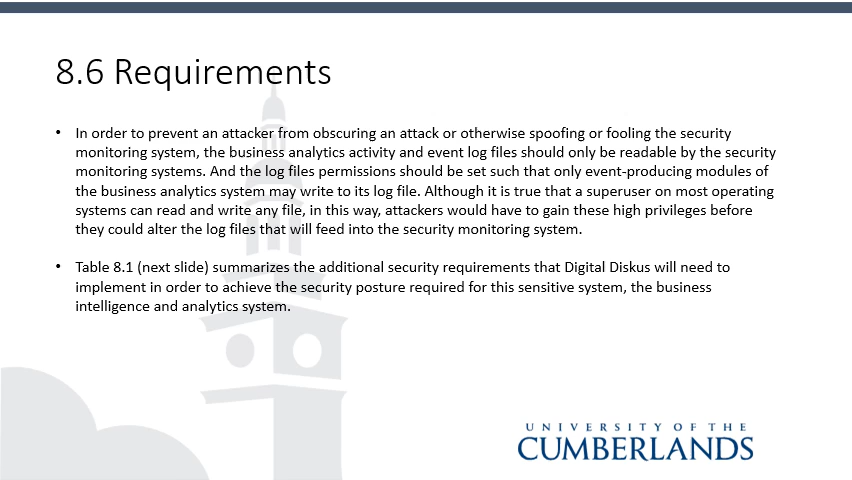 8.6 Requirements
• In order to prevent an attacker from obscuring an attack or otherwise spoofing or fooling the security
monitoring system, the business analytics activity and event log files should only be readable by the security
monitoring systems. And the log files permissions should be set such that only event-producing modules of
the business analytics system may write to its log file. Although it is true that a superuser on most operating
systems can read and write any file, in this way, attackers would have to gain these high privileges before
they could alter the log files that will feed into the security monitoring system.
• Table 8.1 (next slide) summarizes the additional security requirements that Digital Diskus will need to
implement in order to achieve the security posture required for this sensitive system, the business
intelligence and analytics system.
UNIVERSITY OF THE
CUMBERLANDS